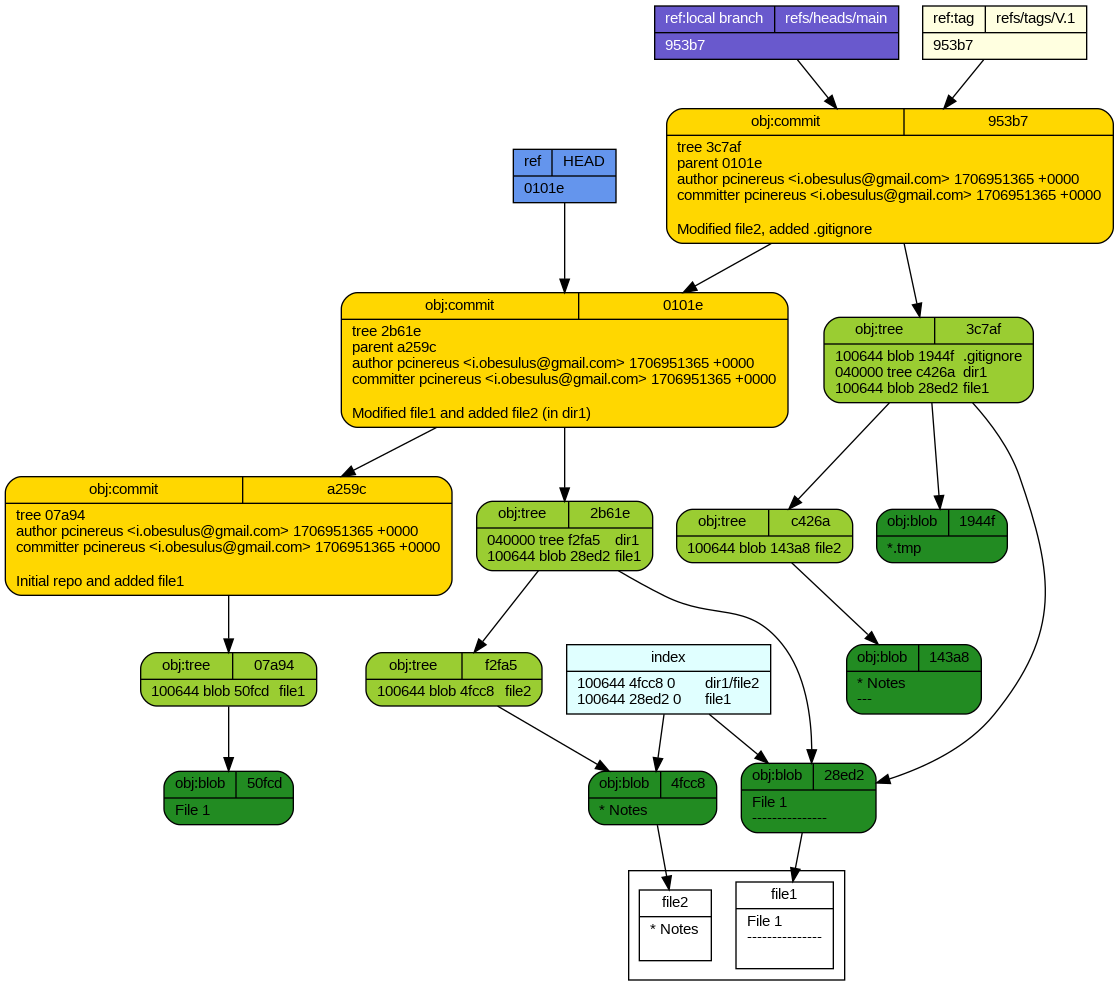 ref:local branch refs/heads/main
953b7
ref:tag refs/tags/V.1
953b7
obj:commit 953b7
tree 3c7af
parent 0101e
author pcinereus <i.obesulus@gmail.com> 1706951365 +0000
committer pcinereus <i.obesulus@gmail.com> 1706951365 +0000
Modified file2, added .gitignore
ref HEAD
0101e
obj:commit 0101e
tree 2b61e
parent a259c
author pcinereus <i.obesulus@gmail.com> 1706951365 +0000
committer pcinereus <i.obesulus@gmail.com> 1706951365 +0000
Modified file1 and added file2 (in dir1)
obj:tree 3c7af
100644 blob 1944f .gitignore
040000 tree c426a dir1
100644 blob 28ed2 file1
obj:commit a259c
tree 07a94
author pcinereus <i.obesulus@gmail.com> 1706951365 +0000
committer pcinereus <i.obesulus@gmail.com> 1706951365 +0000
Initial repo and added file1
obj:tree 2b61e
040000 tree f2fa5 dir1
100644 blob 28ed2 file1
obj:tree c426a
100644 blob 143a8 file2
obj:blob 1944f
*.tmp
obj:tree 07a94
100644 blob 50fcd file1
obj:tree f2fa5
100644 blob 4fcc8 file2
index
100644 4fcc8 0 dir1/file2
100644 28ed2 0 file1
obj:blob 143a8
* Notes
---
obj:blob 50fcd
File 1
obj:blob 4fcc8
* Notes
obj:blob 28ed2
File 1
---------------
file2
* Notes
file1
File 1
---------------